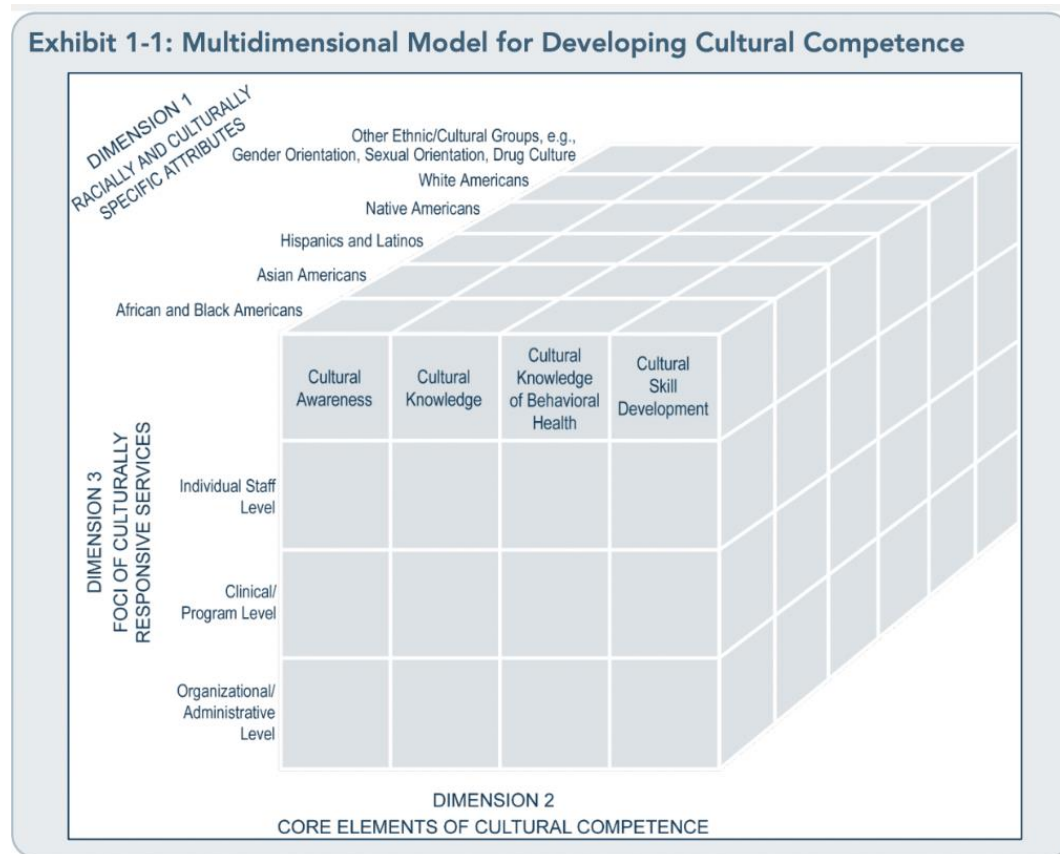 Exhibit 1-1: Multidimensional Model for Developing Cultural Competence
DIMENSION 1
RACIALLY AND CULTURALLY
SPECIFIC ATTRIBUTES
Other Ethnic/Cultural Groups, e.g.,
Gender Orientation, Sexual Orientation, Drug Culture
White Americans
Native Americans
Hispanics and Latinos
Asian Americans
African and Black Americans
Cultural
Awareness
Cultural
Knowledge
Cultural
Knowledge
of Behavioral
Health
Cultural
Skill
Development
DIMENSION 3
FOCI OF CULTURALLY
RESPONSIVE SERVICES
Individual Staff
Level
Clinical/
Program Level
Organizational/
Administrative
Level
DIMENSION 2
CORE ELEMENTS OF CULTURAL COMPETENCE